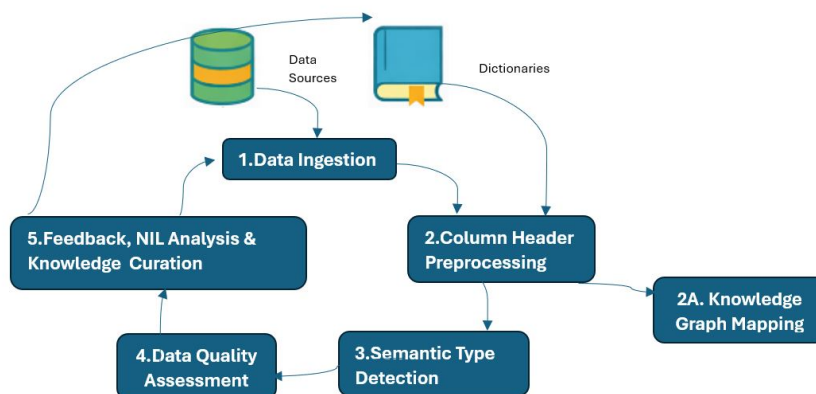 Data
Sources
Dictionaries
1.Data Ingestion
5.Feedback, NIL Analysis &
Knowledge Curation
2.Column Header
Preprocessing
2A. Knowledge
Graph Mapping
4.Data Quality
Assessment
3.Semantic Type
Detection